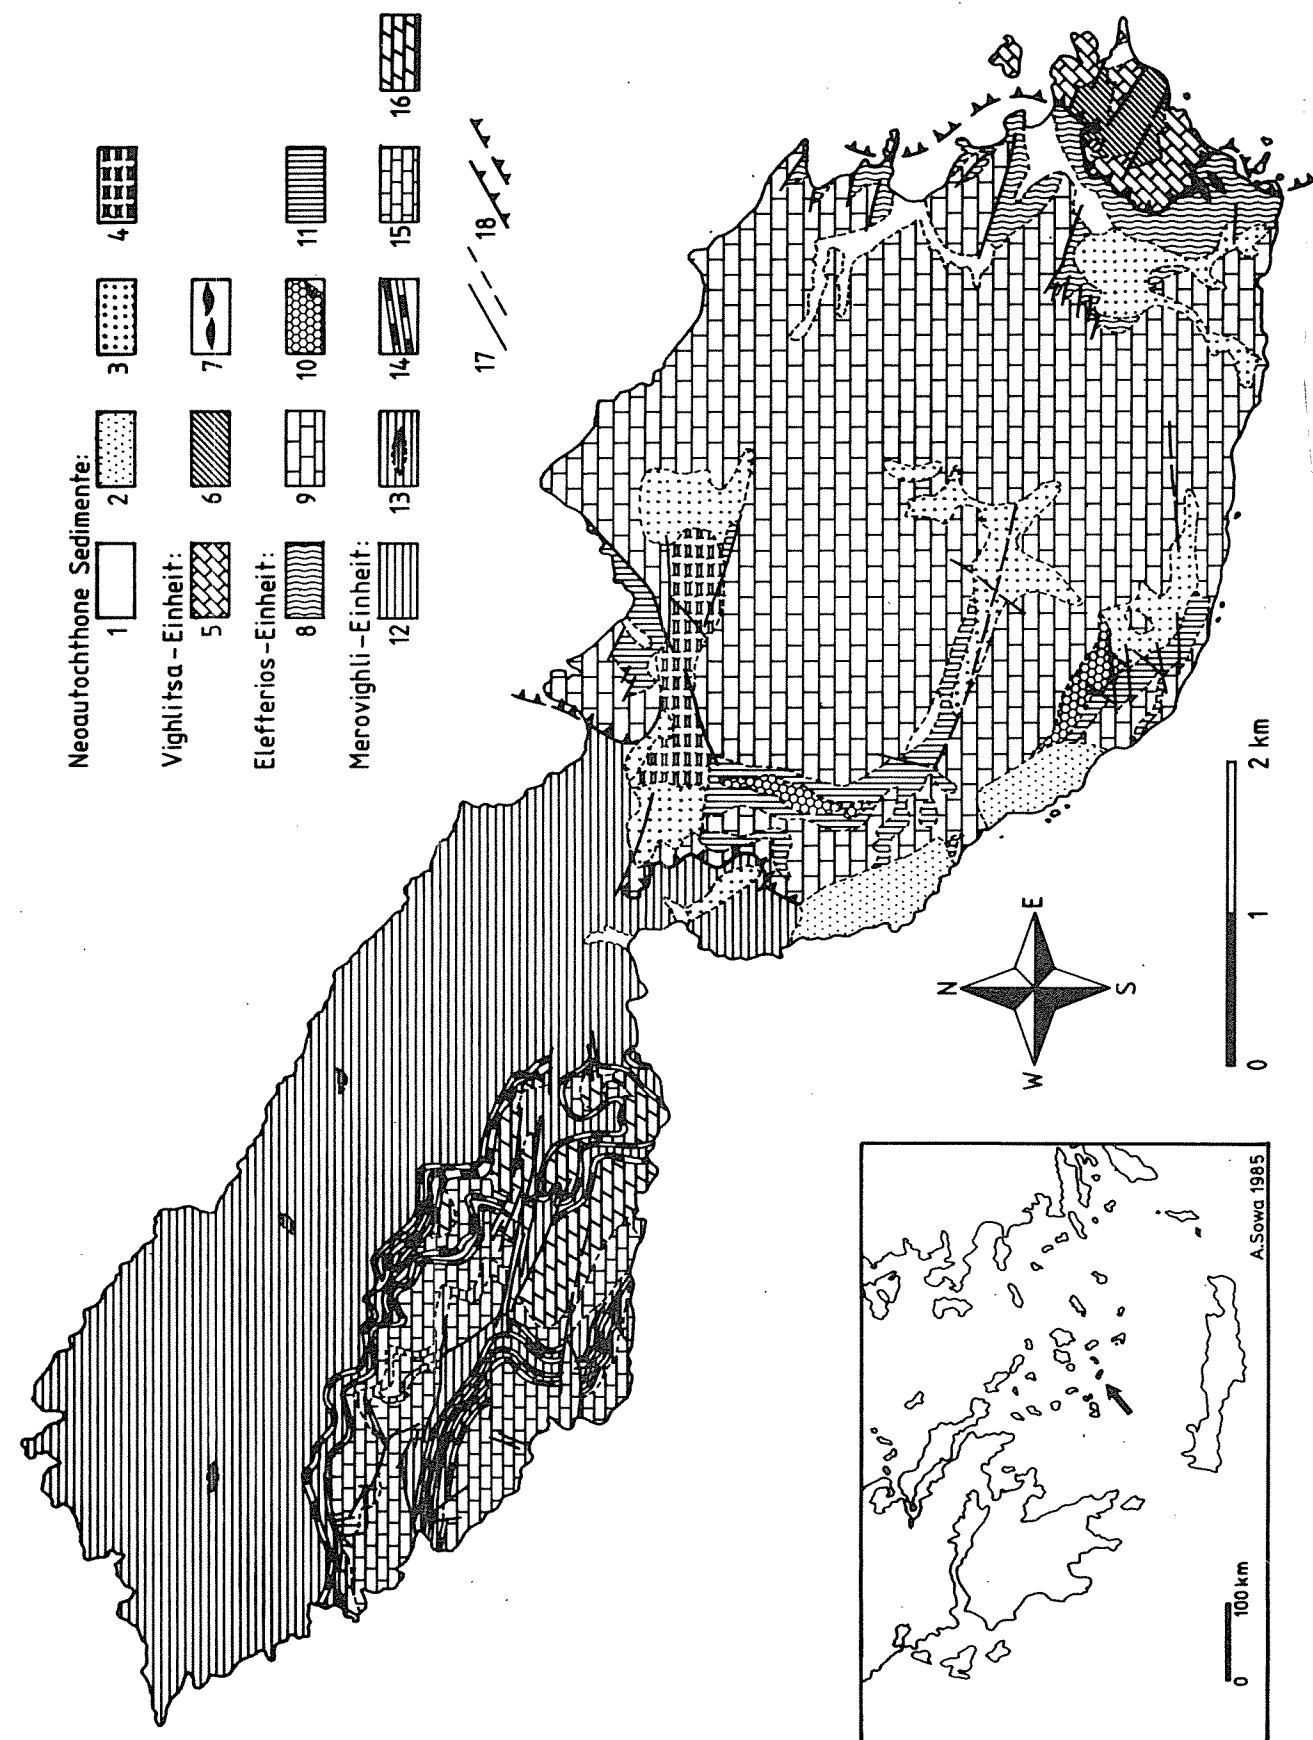 Neoautochthone Sedimente:
1 2 3 4
Vighlitsa-Einheit:
5 6 7
Elefferios-Einheit:
8 9 10 11
Merovighli-Einheit:
12 13 14 15 16
17 18
N
W E
S
0 1 2 km
A.Sowa 1985
0 100 km